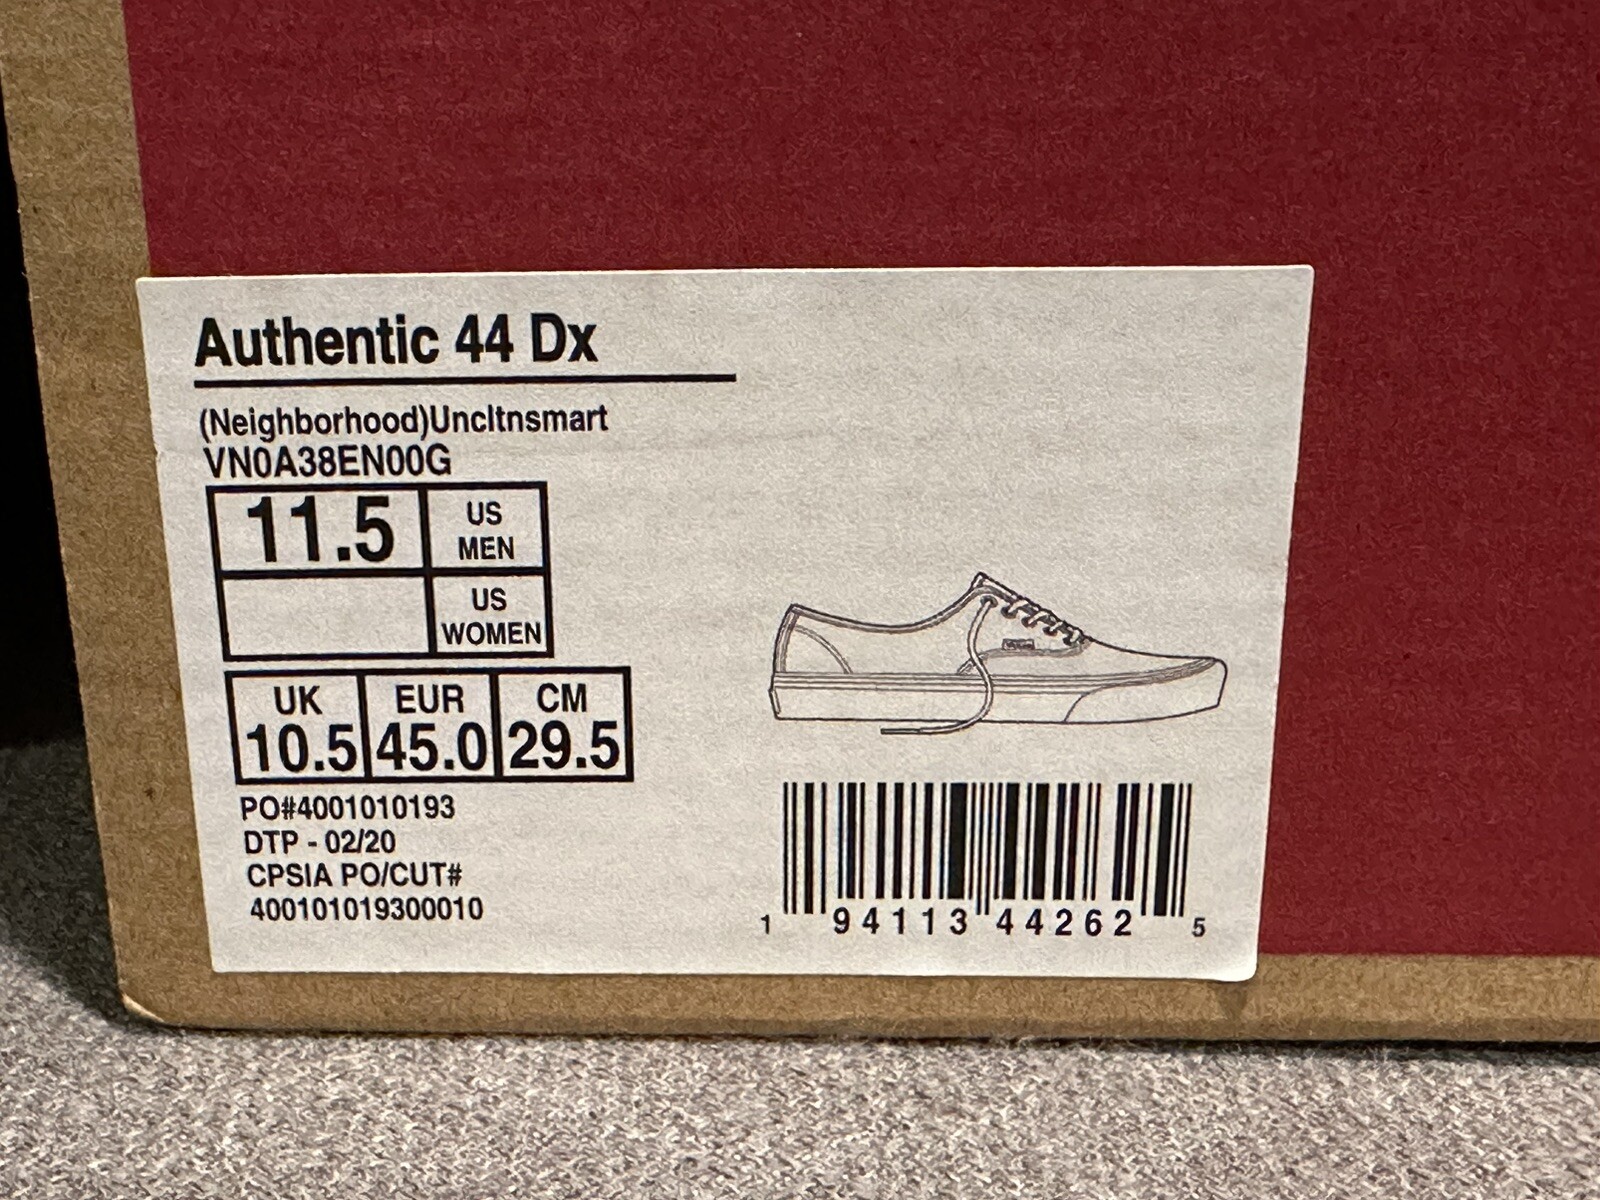 Authentic 44 Dx
(Neighborhood)Uncltnsmart
VN0A38EN00G
11.5 US MEN
US WOMEN
UK EUR CM
10.5 45.0 29.5
PO#4001010193
DTP - 02/20
CPSIA PO/CUT#
400101019300010
1 94113 44262 5